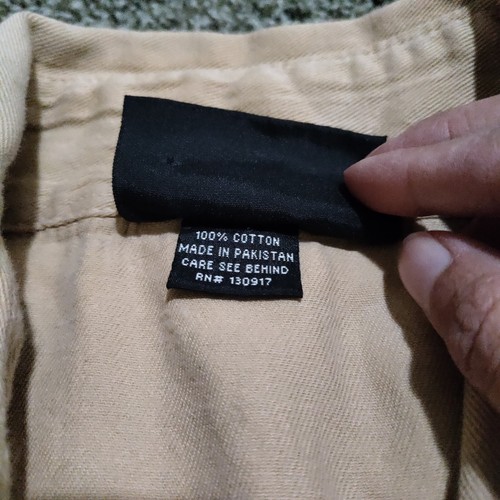 100% COTTON
MADE IN PAKISTAN
CARE SEE BEHIND
RN# 130917